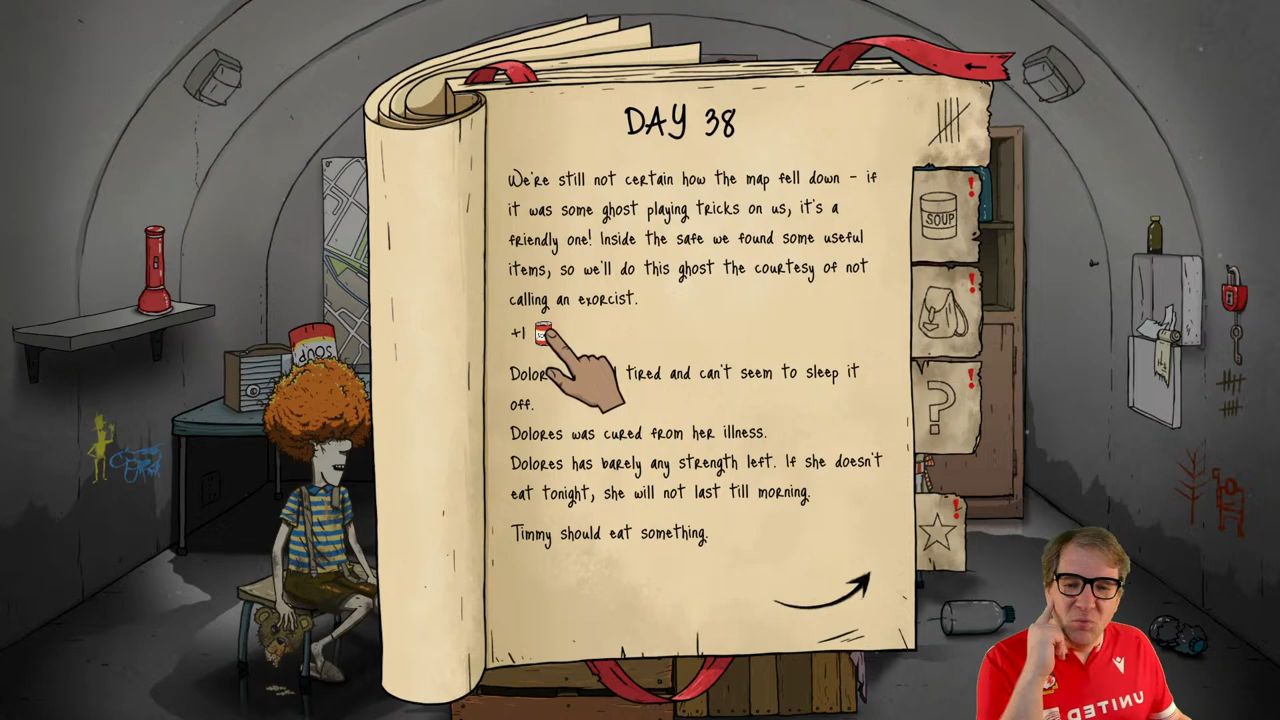 DAY 38
We're still not certain how the map fell down - if
it was some ghost playing tricks on us, it's a
friendly one! Inside the safe we found some useful
items, so we'll do this ghost the courtesy of not
calling an exorcist.
+1
tired and can't seem to sleep it
off.
Dolores was cured from her illness.
Dolores has barely any strength left. If she doesn't
eat tonight, she will not last till morning.
Timmy should eat something.
SOUP
!
!
?
!
!
SOUP
UNITED